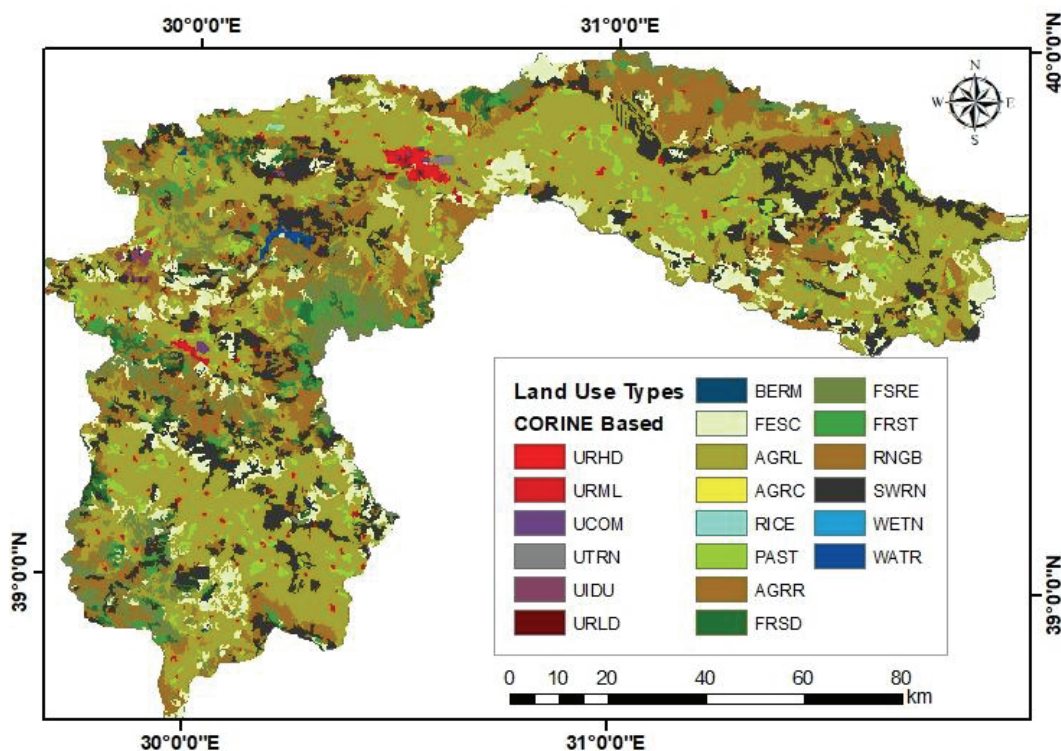 30°0'0"E 31°0'0"E
40°0'0"N
N
W E
S
Land Use Types
CORINE Based
URHD
URML
UCOM
UTRN
UIDU
URLD
BERM
FESC
AGRL
AGRC
RICE
PAST
AGRR
FRSD
FSRE
FRST
RNGB
SWRN
WETN
WATR
39°0'0"N
39°0'0"N
0 10 20 40 60 80
km
30°0'0"E 31°0'0"E